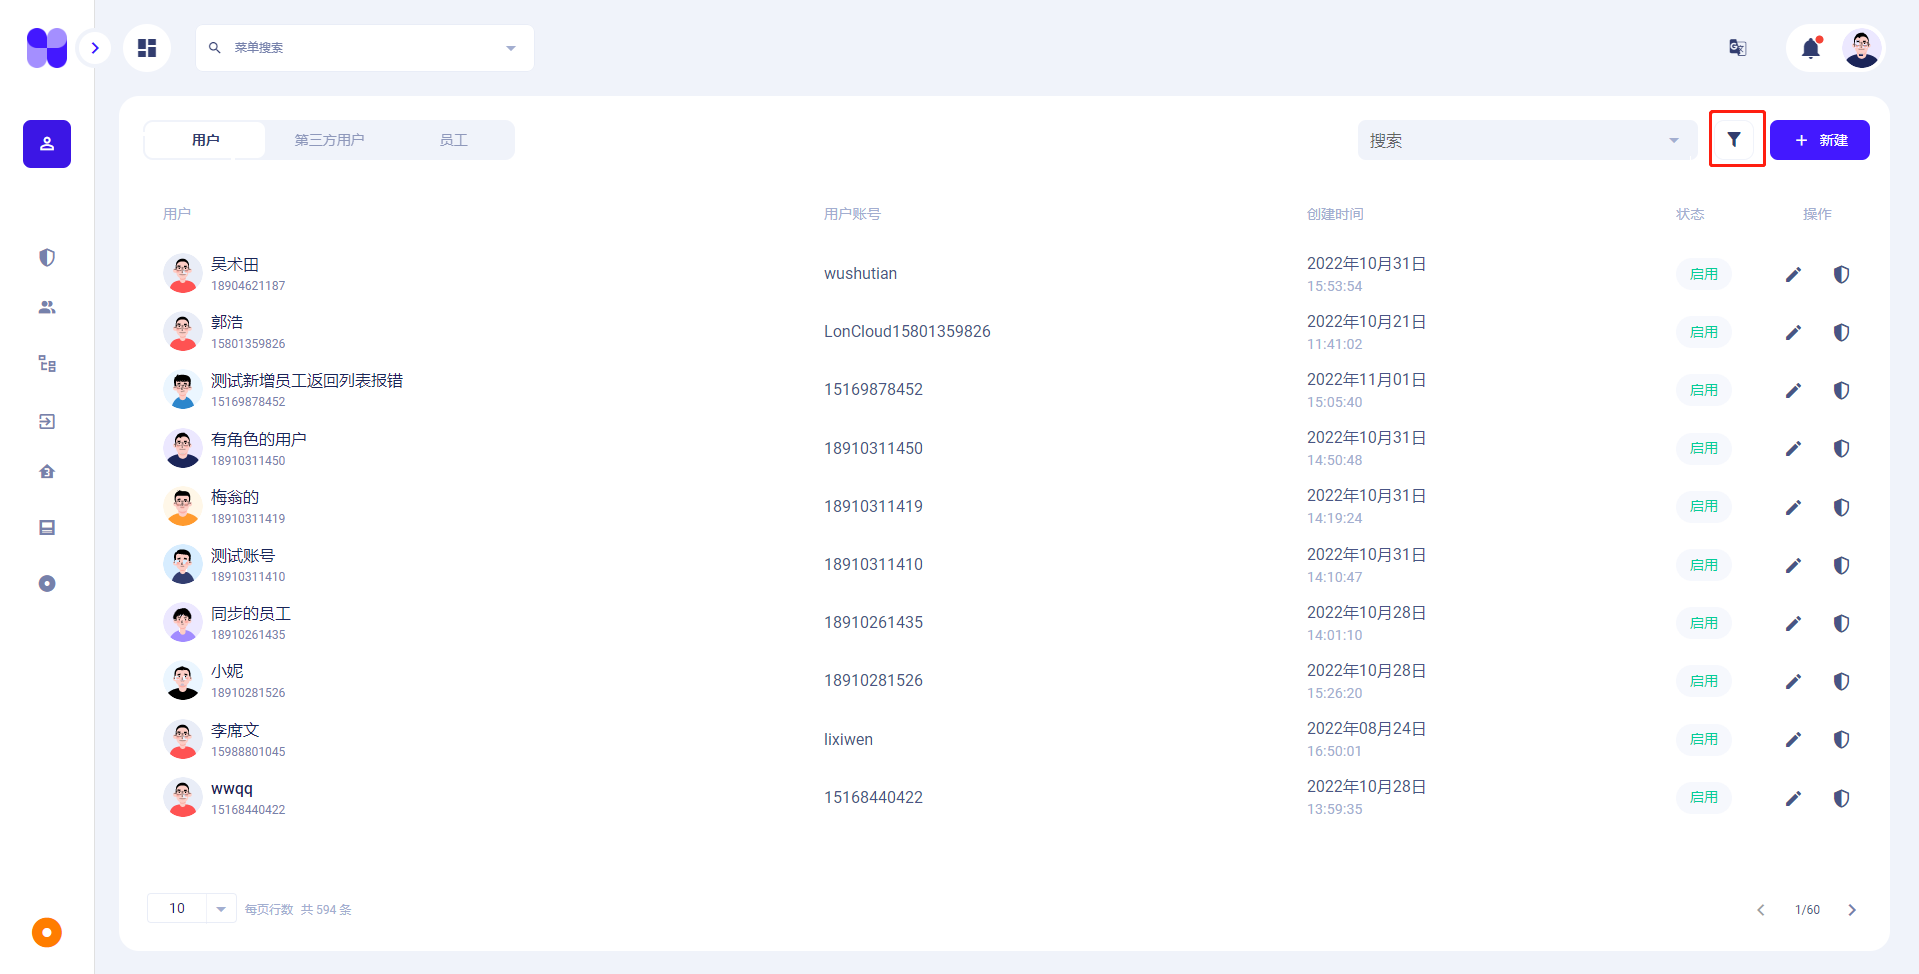 菜单搜索
用户 第三方用户 员工
搜索
新建
用户 用户账号 创建时间 状态 操作
吴术田
18904621187
wushutian
2022年10月31日
15:53:54
启用
郭浩
15801359826
LonCloud15801359826
2022年10月21日
11:41:02
启用
测试新增员工返回列表报错
15169878452
15169878452
2022年11月01日
15:05:40
启用
有角色的用户
18910311450
18910311450
2022年10月31日
14:50:48
启用
梅翁的
18910311419
18910311419
2022年10月31日
14:19:24
启用
测试账号
18910311410
18910311410
2022年10月31日
14:10:47
启用
同步的员工
18910261435
18910261435
2022年10月28日
14:01:10
启用
小妮
18910281526
18910281526
2022年10月28日
15:26:20
启用
李席文
15988801045
lixiwen
2022年08月24日
16:50:01
启用
wwqq
15168440422
15168440422
2022年10月28日
13:59:35
启用
10 每页行数 共 594 条
1/60